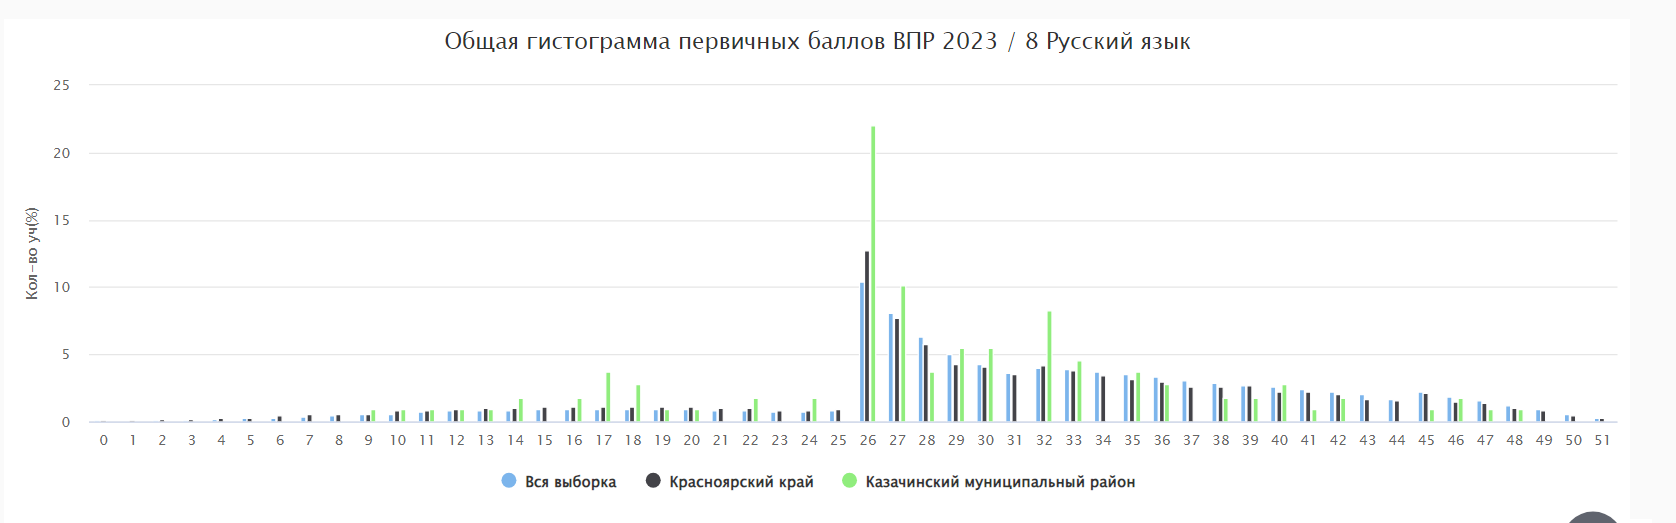 Общая гистограмма первичных баллов ВПР 2023 / 8 Русский язык
Кол-во уч(%)
25
20
15
10
5
0
0 1 2 3 4 5 6 7 8 9 10 11 12 13 14 15 16 17 18 19 20 21 22 23 24 25 26 27 28 29 30 31 32 33 34 35 36 37 38 39 40 41 42 43 44 45 46 47 48 49 50 51
Вся выборка Красноярский край Казачинский муниципальный район